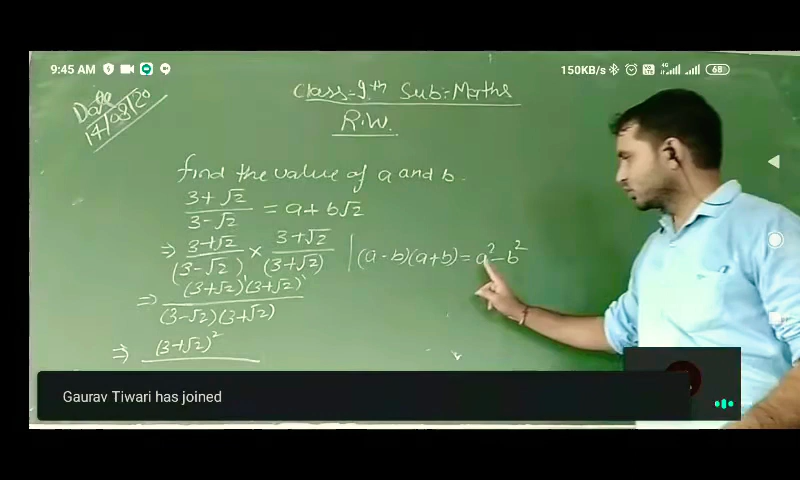 9:45 AM
150KB/s 4G 68
Class-9th Sub:-Maths
Date
14/08/20
R.W.
find the value of a and b.
3+√2/3-√2 = a+b√2
⇒ 3+√2/(3-√2) × 3+√2/(3+√2) | (a-b)(a+b) = a²-b²
⇒ (3+√2)(3+√2)/(3-√2)(3+√2)
⇒ (3+√2)²
Gaurav Tiwari has joined